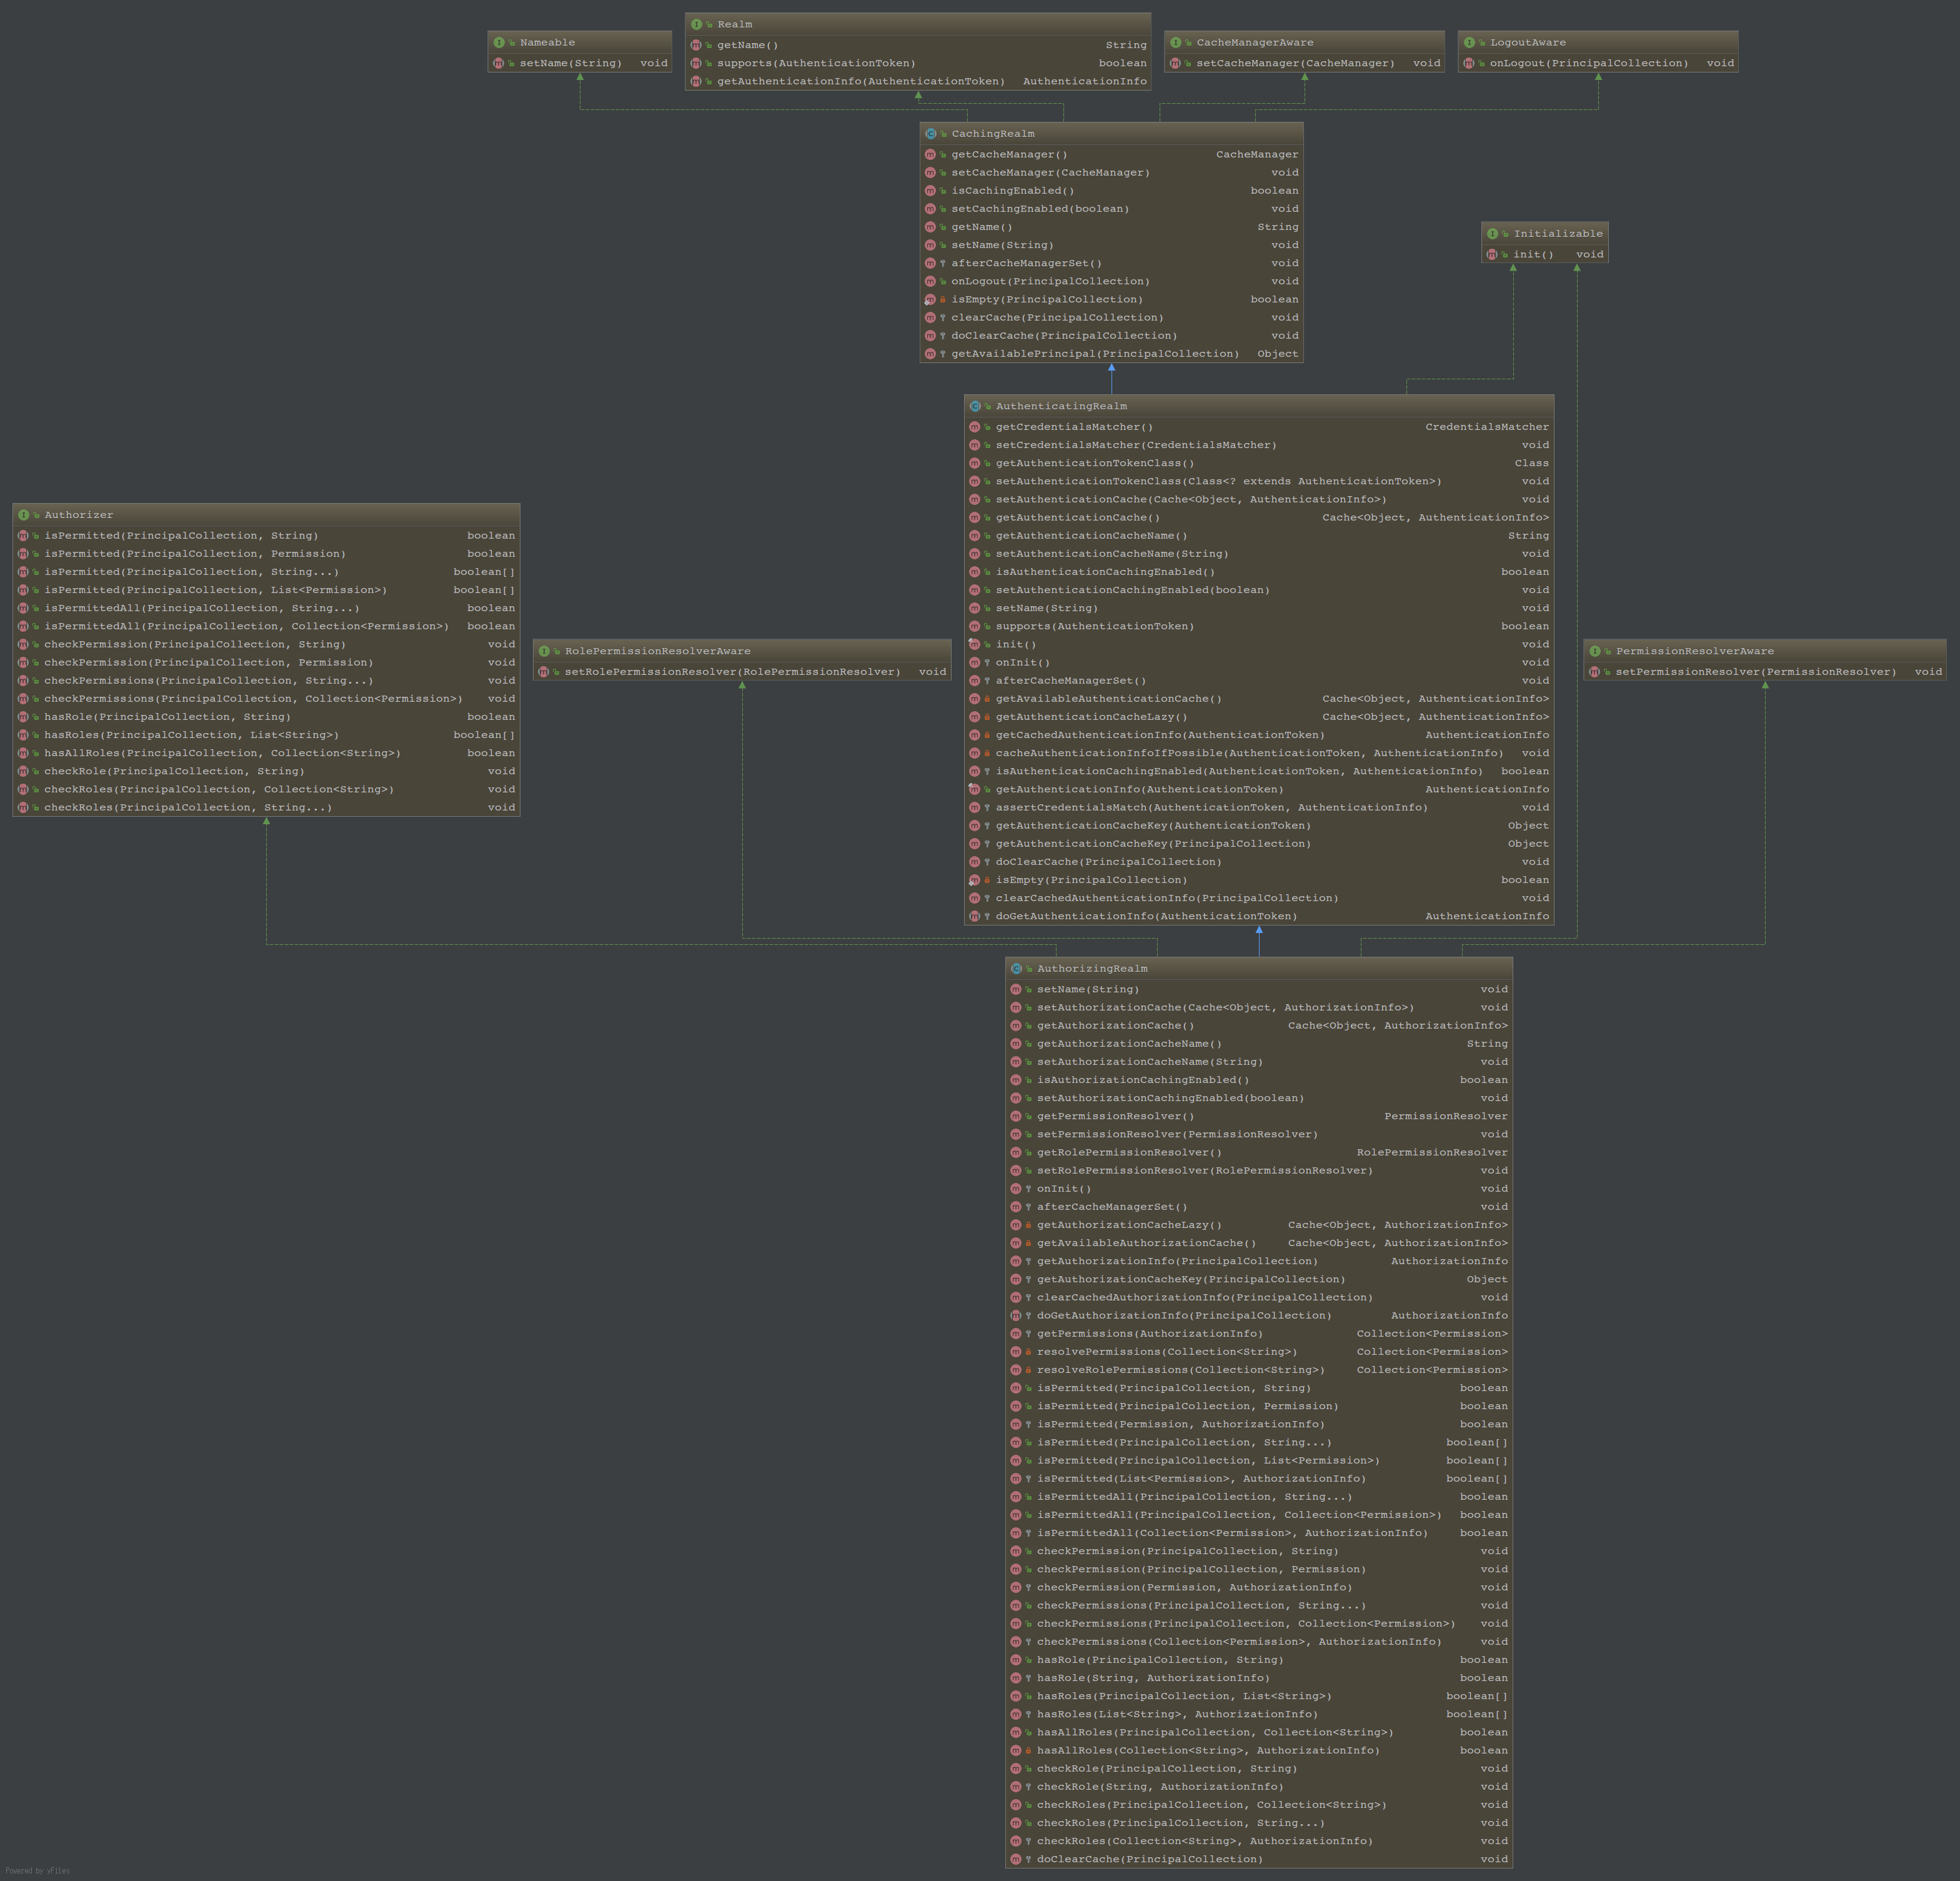 Nameable
setName(String) void
Realm
getName() String
supports(AuthenticationToken) boolean
getAuthenticationInfo(AuthenticationToken) AuthenticationInfo
CacheManagerAware
setCacheManager(CacheManager) void
LogoutAware
onLogout(PrincipalCollection) void
CachingRealm
getCacheManager() CacheManager
setCacheManager(CacheManager) void
isCachingEnabled() boolean
setCachingEnabled(boolean) void
getName() String
setName(String) void
afterCacheManagerSet() void
onLogout(PrincipalCollection) void
isEmpty(PrincipalCollection) boolean
clearCache(PrincipalCollection) void
doClearCache(PrincipalCollection) void
getAvailablePrincipal(PrincipalCollection) Object
Initializable
init() void
AuthenticatingRealm
getCredentialsMatcher() CredentialsMatcher
setCredentialsMatcher(CredentialsMatcher) void
getAuthenticationTokenClass() Class
setAuthenticationTokenClass(Class<? extends AuthenticationToken>) void
setAuthenticationCache(Cache<Object, AuthenticationInfo>) void
getAuthenticationCache() Cache<Object, AuthenticationInfo>
getAuthenticationCacheName() String
setAuthenticationCacheName(String) void
isAuthenticationCachingEnabled() boolean
setAuthenticationCachingEnabled(boolean) void
setName(String) void
supports(AuthenticationToken) boolean
init() void
onInit() void
afterCacheManagerSet() void
getAvailableAuthenticationCache() Cache<Object, AuthenticationInfo>
getAuthenticationCacheLazy() Cache<Object, AuthenticationInfo>
getCachedAuthenticationInfo(AuthenticationToken) AuthenticationInfo
cacheAuthenticationInfoIfPossible(AuthenticationToken, AuthenticationInfo) void
isAuthenticationCachingEnabled(AuthenticationToken, AuthenticationInfo) boolean
getAuthenticationInfo(AuthenticationToken) AuthenticationInfo
assertCredentialsMatch(AuthenticationToken, AuthenticationInfo) void
getAuthenticationCacheKey(AuthenticationToken) Object
getAuthenticationCacheKey(PrincipalCollection) Object
doClearCache(PrincipalCollection) void
isEmpty(PrincipalCollection) boolean
clearCachedAuthenticationInfo(PrincipalCollection) void
doGetAuthenticationInfo(AuthenticationToken) AuthenticationInfo
Authorizer
isPermitted(PrincipalCollection, String) boolean
isPermitted(PrincipalCollection, Permission) boolean
isPermitted(PrincipalCollection, String...) boolean[]
isPermitted(PrincipalCollection, List<Permission>) boolean[]
isPermittedAll(PrincipalCollection, String...) boolean
isPermittedAll(PrincipalCollection, Collection<Permission>) boolean
checkPermission(PrincipalCollection, String) void
checkPermission(PrincipalCollection, Permission) void
checkPermissions(PrincipalCollection, String...) void
checkPermissions(PrincipalCollection, Collection<Permission>) void
hasRole(PrincipalCollection, String) boolean
hasRoles(PrincipalCollection, List<String>) boolean[]
hasAllRoles(PrincipalCollection, Collection<String>) boolean
checkRole(PrincipalCollection, String) void
checkRoles(PrincipalCollection, Collection<String>) void
checkRoles(PrincipalCollection, String...) void
RolePermissionResolverAware
setRolePermissionResolver(RolePermissionResolver) void
PermissionResolverAware
setPermissionResolver(PermissionResolver) void
AuthorizingRealm
setName(String) void
setAuthorizationCache(Cache<Object, AuthorizationInfo>) void
getAuthorizationCache() Cache<Object, AuthorizationInfo>
getAuthorizationCacheName() String
setAuthorizationCacheName(String) void
isAuthorizationCachingEnabled() boolean
setAuthorizationCachingEnabled(boolean) void
getPermissionResolver() PermissionResolver
setPermissionResolver(PermissionResolver) void
getRolePermissionResolver() RolePermissionResolver
setRolePermissionResolver(RolePermissionResolver) void
onInit() void
afterCacheManagerSet() void
getAuthorizationCacheLazy() Cache<Object, AuthorizationInfo>
getAvailableAuthorizationCache() Cache<Object, AuthorizationInfo>
getAuthorizationInfo(PrincipalCollection) AuthorizationInfo
getAuthorizationCacheKey(PrincipalCollection) Object
clearCachedAuthorizationInfo(PrincipalCollection) void
doGetAuthorizationInfo(PrincipalCollection) AuthorizationInfo
getPermissions(AuthorizationInfo) Collection<Permission>
resolvePermissions(Collection<String>) Collection<Permission>
resolveRolePermissions(Collection<String>) Collection<Permission>
isPermitted(PrincipalCollection, String) boolean
isPermitted(PrincipalCollection, Permission) boolean
isPermitted(Permission, AuthorizationInfo) boolean
isPermitted(PrincipalCollection, String...) boolean[]
isPermitted(PrincipalCollection, List<Permission>) boolean[]
isPermitted(List<Permission>, AuthorizationInfo) boolean[]
isPermittedAll(PrincipalCollection, String...) boolean
isPermittedAll(PrincipalCollection, Collection<Permission>) boolean
isPermittedAll(Collection<Permission>, AuthorizationInfo) boolean
checkPermission(PrincipalCollection, String) void
checkPermission(PrincipalCollection, Permission) void
checkPermission(Permission, AuthorizationInfo) void
checkPermissions(PrincipalCollection, String...) void
checkPermissions(PrincipalCollection, Collection<Permission>) void
checkPermissions(Collection<Permission>, AuthorizationInfo) void
hasRole(PrincipalCollection, String) boolean
hasRole(String, AuthorizationInfo) boolean
hasRoles(PrincipalCollection, List<String>) boolean[]
hasRoles(List<String>, AuthorizationInfo) boolean[]
hasAllRoles(PrincipalCollection, Collection<String>) boolean
hasAllRoles(Collection<String>, AuthorizationInfo) boolean
checkRole(PrincipalCollection, String) void
checkRole(String, AuthorizationInfo) void
checkRoles(PrincipalCollection, Collection<String>) void
checkRoles(PrincipalCollection, String...) void
checkRoles(Collection<String>, AuthorizationInfo) void
doClearCache(PrincipalCollection) void
Powered by yFiles